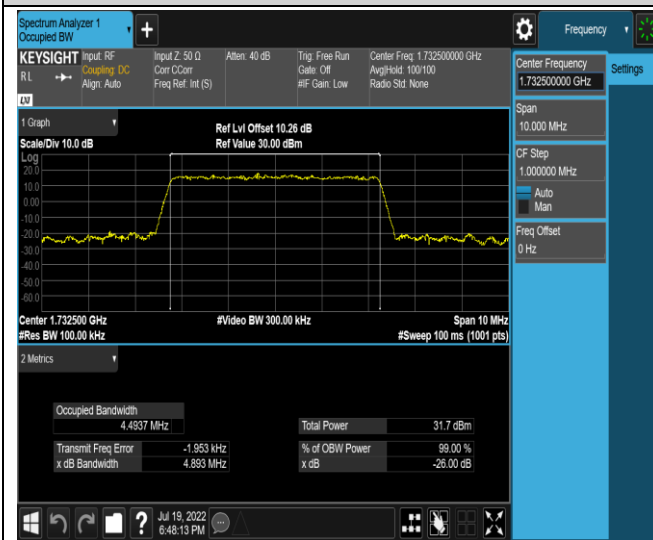 Spectrum Analyzer 1
Occupied BW
Frequency
KEYSIGHT
RL
LXI
Input: RF
Coupling: DC
Align: Auto
Input Z: 50 Ω
Corr CCorr
Freq Ref: Int (S)
Atten: 40 dB
Trig: Free Run
Gate: Off
#IF Gain: Low
Center Freq: 1.732500000 GHz
Avg|Hold: 100/100
Radio Std: None
Center Frequency
1.732500000 GHz
Settings
Span
10.000 MHz
CF Step
1.000000 MHz
Auto
Man
Freq Offset
0 Hz
1 Graph
Scale/Div 10.0 dB
Ref Lvl Offset 10.26 dB
Ref Value 30.00 dBm
Log
20.0
10.0
0.00
-10.0
-20.0
-30.0
-40.0
-50.0
-60.0
Center 1.732500 GHz
#Video BW 300.00 kHz
Span 10 MHz
#Res BW 100.00 kHz
#Sweep 100 ms (1001 pts)
2 Metrics
Occupied Bandwidth
4.4937 MHz
Total Power 31.7 dBm
Transmit Freq Error -1.953 kHz
% of OBW Power 99.00 %
x dB Bandwidth 4.893 MHz
x dB -26.00 dB
Jul 19, 2022
6:48:13 PM